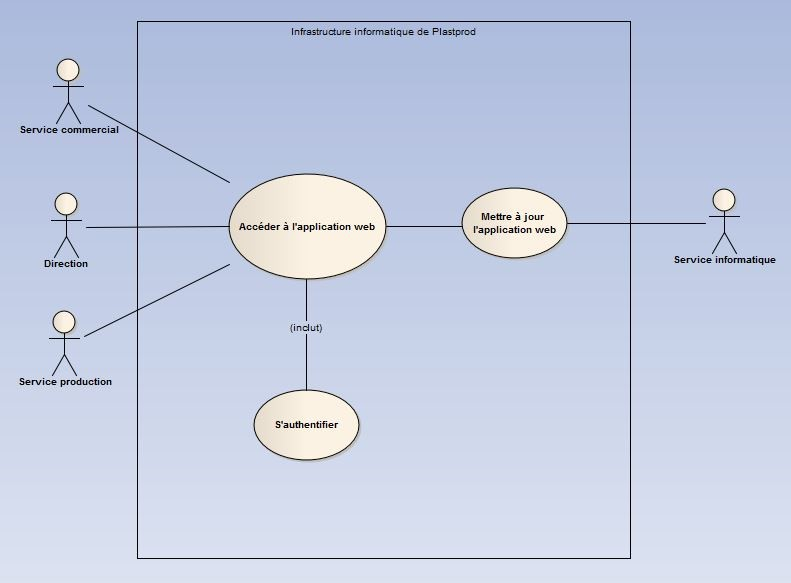 Infrastructure informatique de Plastprod
Service commercial
Direction
Service production
Accéder à l'application web
Mettre à jour
l'application web
Service informatique
(inclut)
S'authentifier